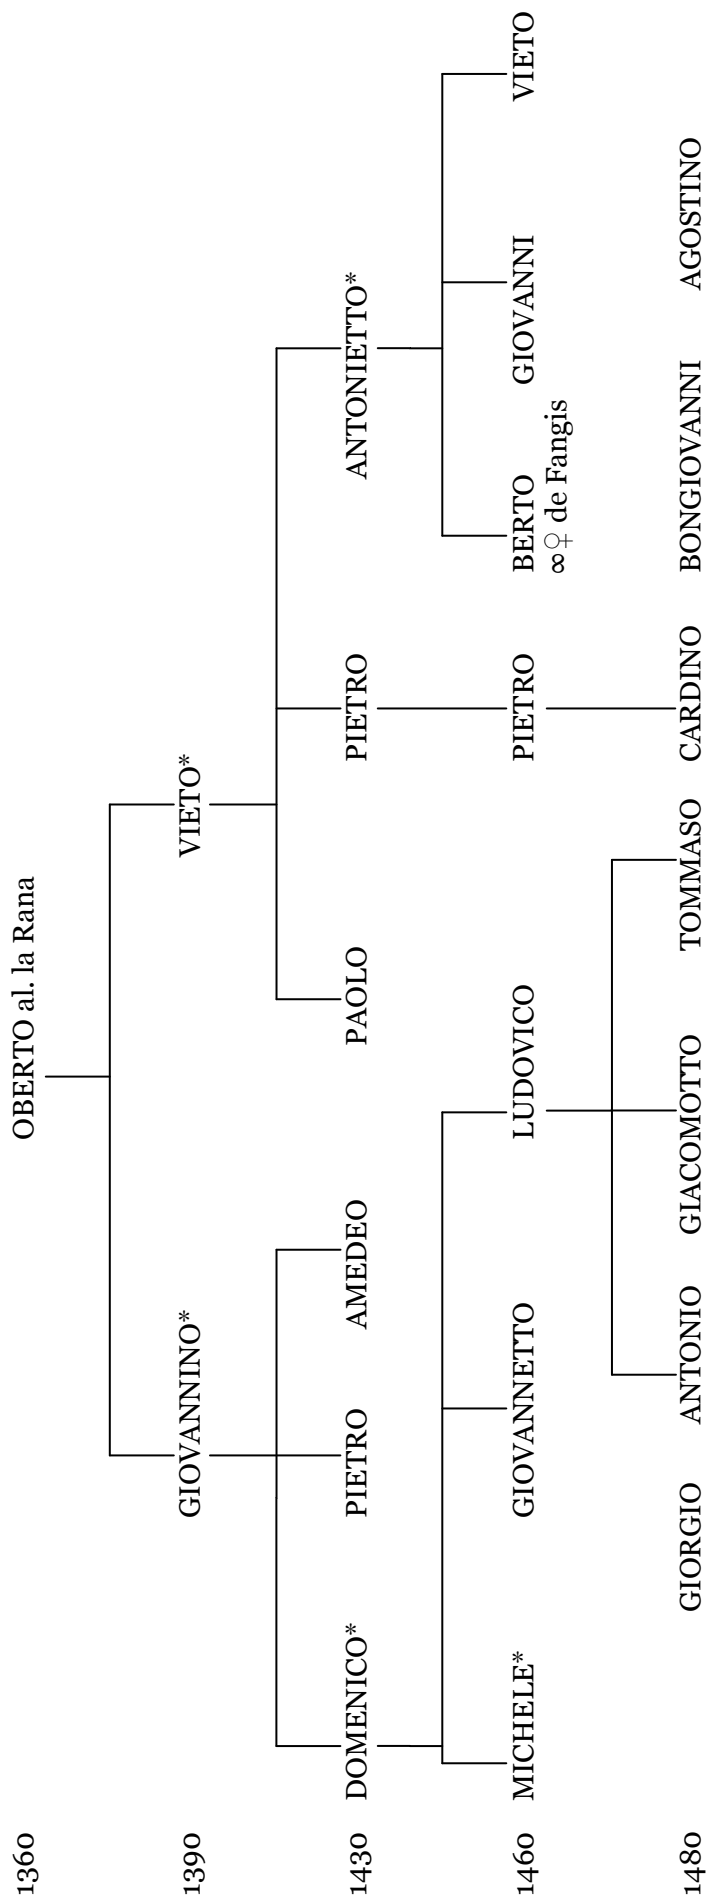 1360
OBERTO al. la Rana
1390
GIOVANNINO*
VIETO*
1430
DOMENICO*
PIETRO
AMEDEO
PAOLO
PIETRO
ANTONIETTO*
1460
MICHELE*
GIOVANNETTO
LUDOVICO
PIETRO
BERTO
∞♀ de Fangis
GIOVANNI
VIETO
1480
GIORGIO
ANTONIO
GIACOMOTTO
TOMMASO
CARDINO
BONGIOVANNI
AGOSTINO